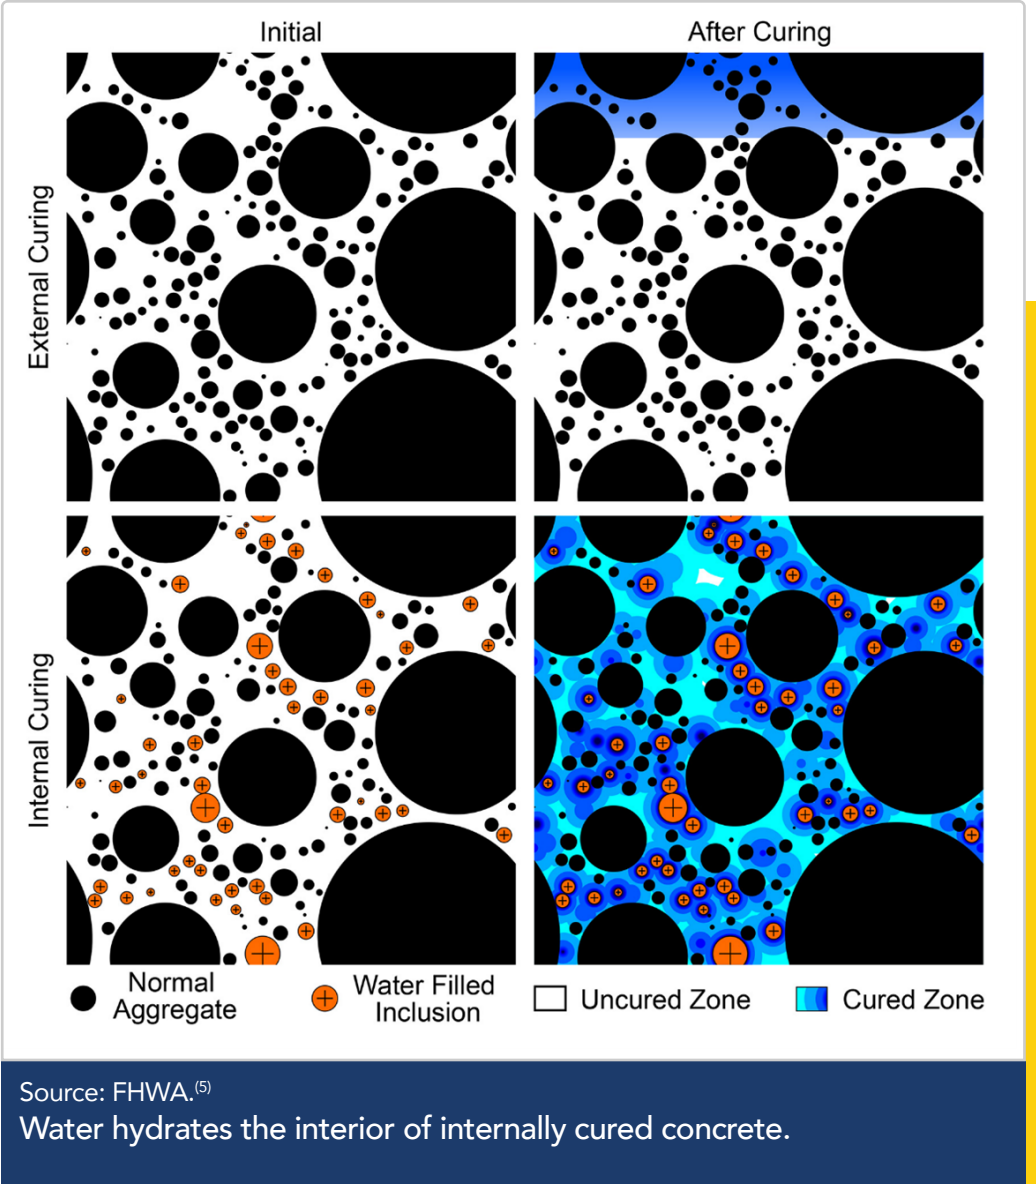 Initial
After Curing
External Curing
Internal Curing
Normal
Aggregate
Water Filled
Inclusion
Uncured Zone
Cured Zone
Source: FHWA.(5)
Water hydrates the interior of internally cured concrete.